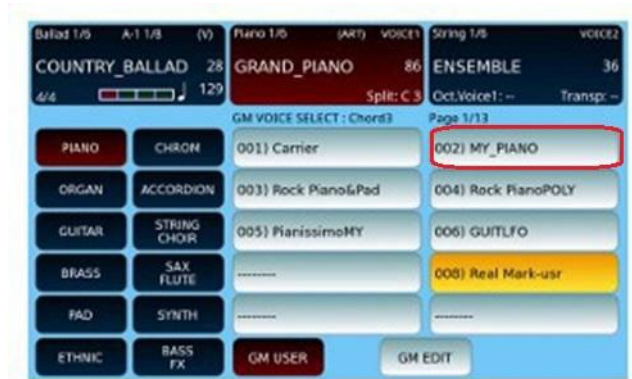 Ballad 1/6 A-1 1/8 (V)
COUNTRY_BALLAD 28
4/4 129
Piano 1/6 (ART) VOICE1
GRAND_PIANO 86
Split: C 3
String 1/6 VOICE2
ENSEMBLE 36
Oct.Voice1: -- Transp: --
GM VOICE SELECT : Chord3 Page 1/13
PIANO CHROM 001) Carrier 002) MY_PIANO
ORGAN ACCORDION 003) Rock Piano&Pad 004) Rock PianoPOLY
GUITAR STRING CHOIR 005) PianissimoMY 006) GUITLFO
BRASS SAX FLUTE -------- 008) Real Mark-usr
PAD SYNTH -------- --------
ETHNIC BASS FX GM USER GM EDIT